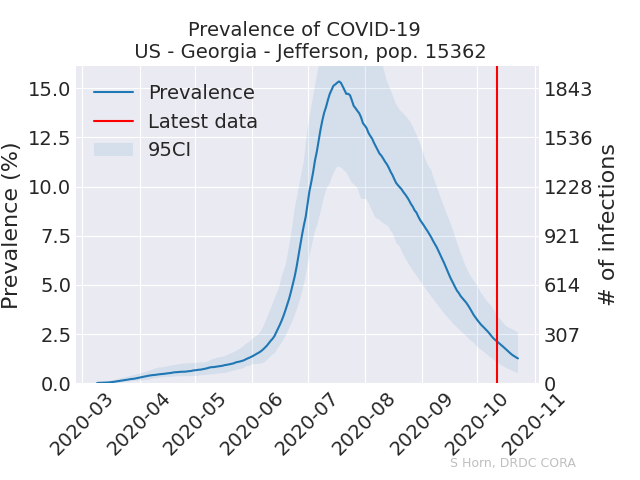 Prevalence of COVID-19
US - Georgia - Jefferson, pop. 15362
Prevalence
Latest data
95CI
Prevalence (%)
15.0
12.5
10.0
7.5
5.0
2.5
0.0
1843
1536
1228
921
614
307
0
# of infections
2020-03
2020-04
2020-05
2020-06
2020-07
2020-08
2020-09
2020-10
2020-11
S Horn, DRDC CORA